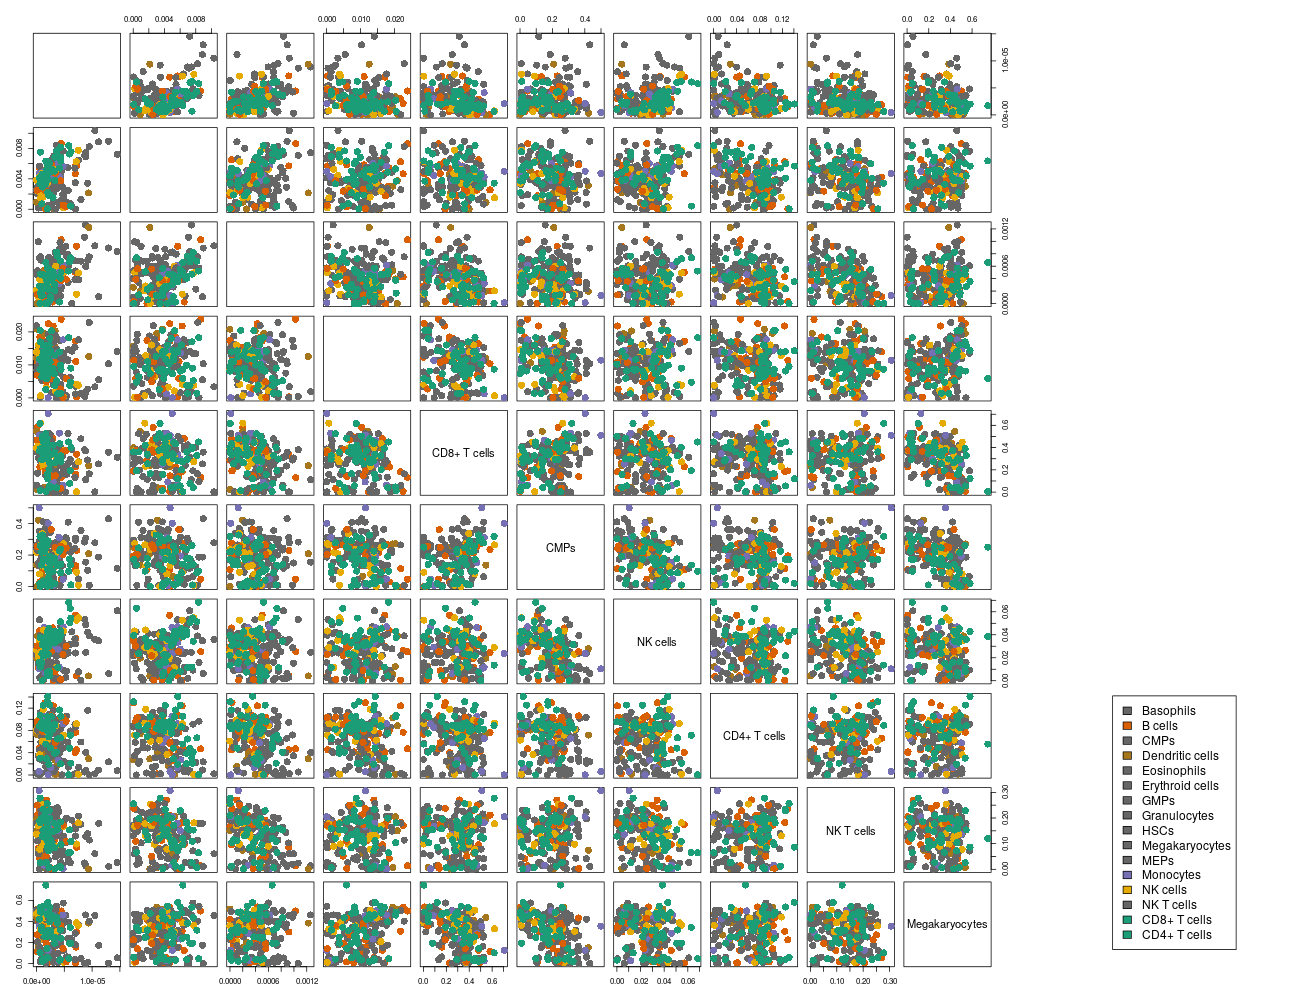 0.000 0.004 0.008 0.000 0.010 0.020 0.0 0.2 0.4 0.00 0.04 0.08 0.12 0.0 0.2 0.4 0.6
0.0e+00 1.0e-05
0.000 0.004 0.008
0.0000 0.0006 0.0012
0.000 0.010 0.020
CD8+ T cells
0.0 0.2 0.4 0.6
0.0 0.2 0.4
CMPs
NK cells
0.00 0.02 0.04 0.06
0.00 0.04 0.08 0.12
CD4+ T cells
NK T cells
0.00 0.10 0.20 0.30
0.0 0.2 0.4 0.6
Megakaryocytes
0.0e+00 1.0e-05 0.0000 0.0006 0.0012 0.0 0.2 0.4 0.6 0.00 0.02 0.04 0.06 0.00 0.10 0.20 0.30
Basophils
B cells
CMPs
Dendritic cells
Eosinophils
Erythroid cells
GMPs
Granulocytes
HSCs
Megakaryocytes
MEPs
Monocytes
NK cells
NK T cells
CD8+ T cells
CD4+ T cells